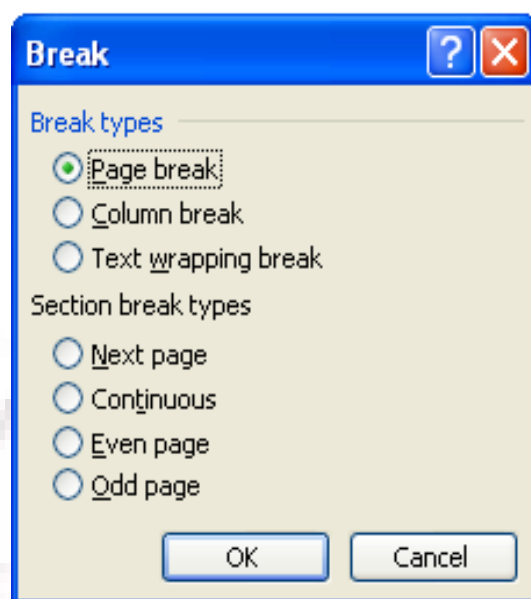 Break
Break types
Page break
Column break
Text wrapping break
Section break types
Next page
Continuous
Even page
Odd page
OK Cancel